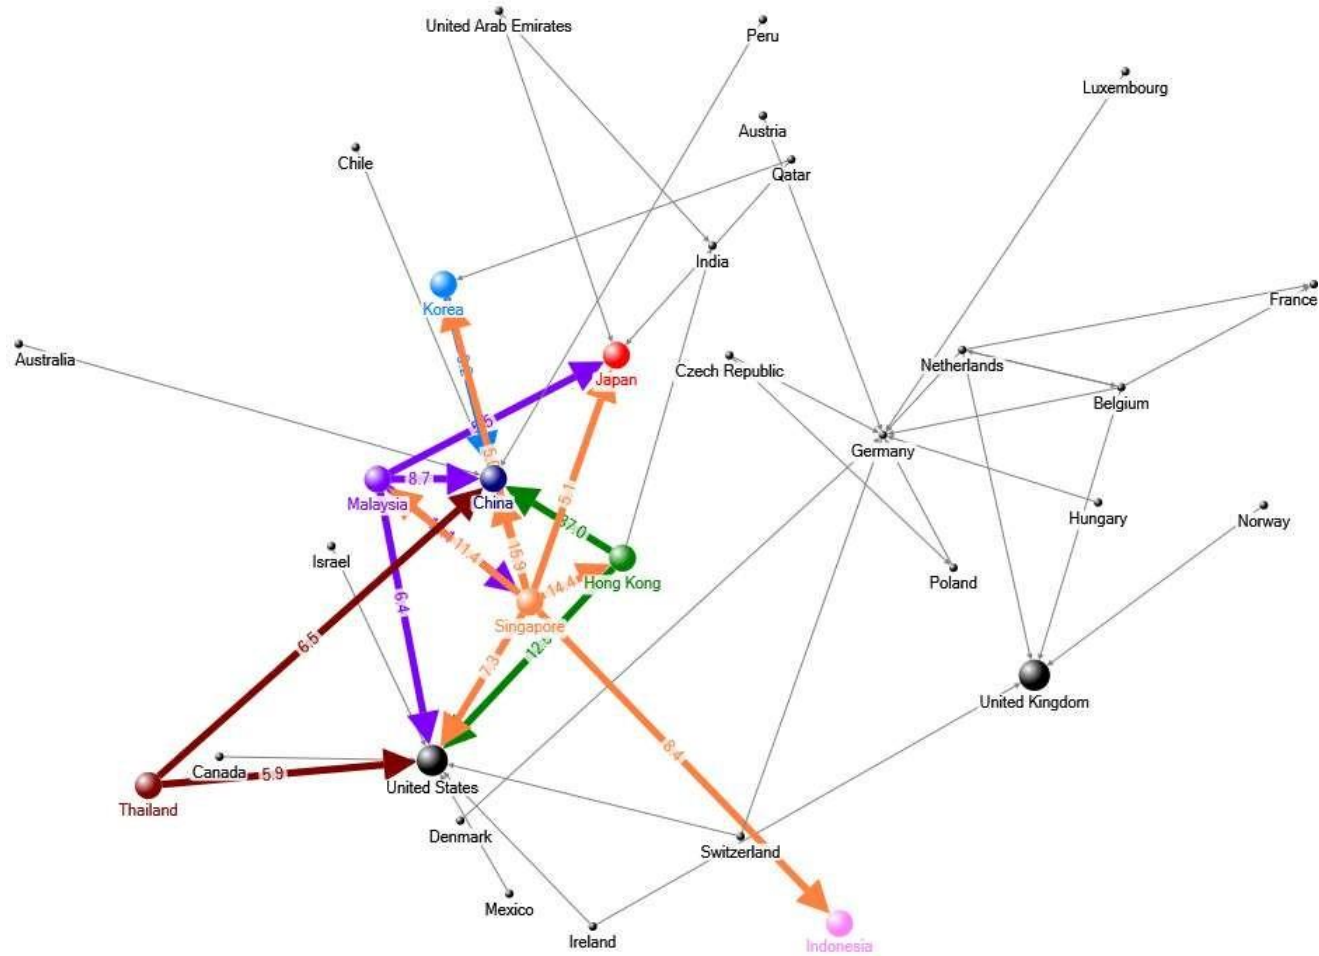 United Arab Emirates
Peru
Luxembourg
Austria
Chile
Qatar
India
France
Korea
Australia
Netherlands
Czech Republic
Japan
Belgium
Germany
8.7
5.1
Malaysia
China
Hungary
Norway
37.0
11.4
15.9
Israel
Poland
14.4
Hong Kong
6.4
Singapore
6.5
7.3
United Kingdom
8.4
Canada
5.9
United States
Thailand
Denmark
Switzerland
Mexico
Ireland
Indonesia